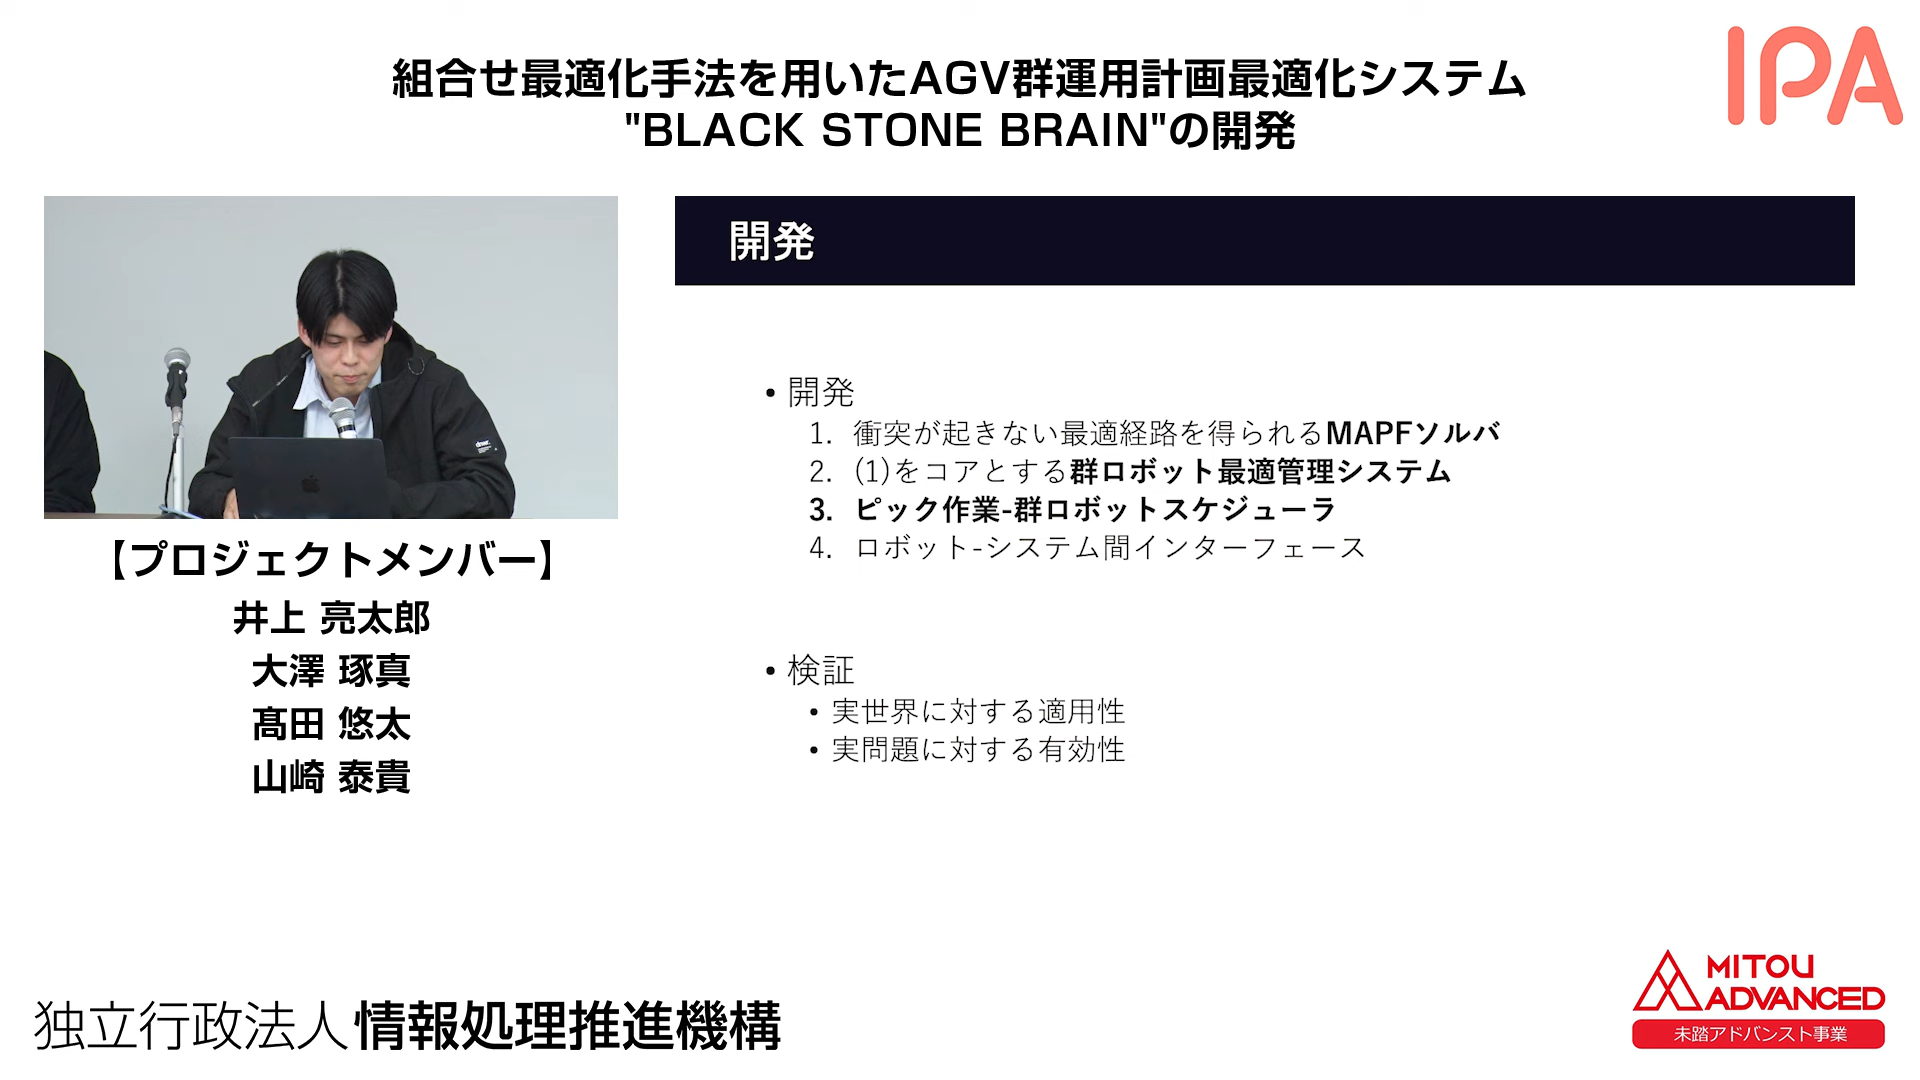 組合せ最適化手法を用いたAGV群運用計画最適化システム
"BLACK STONE BRAIN"の開発
IPA
開発
• 開発
1. 衝突が起きない最適経路を得られるMAPFソルバ
2. (1)をコアとする群ロボット最適管理システム
3. ピック作業-群ロボットスケジューラ
4. ロボット-システム間インターフェース
• 検証
• 実世界に対する適用性
• 実問題に対する有効性
【プロジェクトメンバー】
井上 亮太郎
大澤 琢真
髙田 悠太
山崎 泰貴
独立行政法人情報処理推進機構
MITOU
ADVANCED
未踏アドバンスト事業